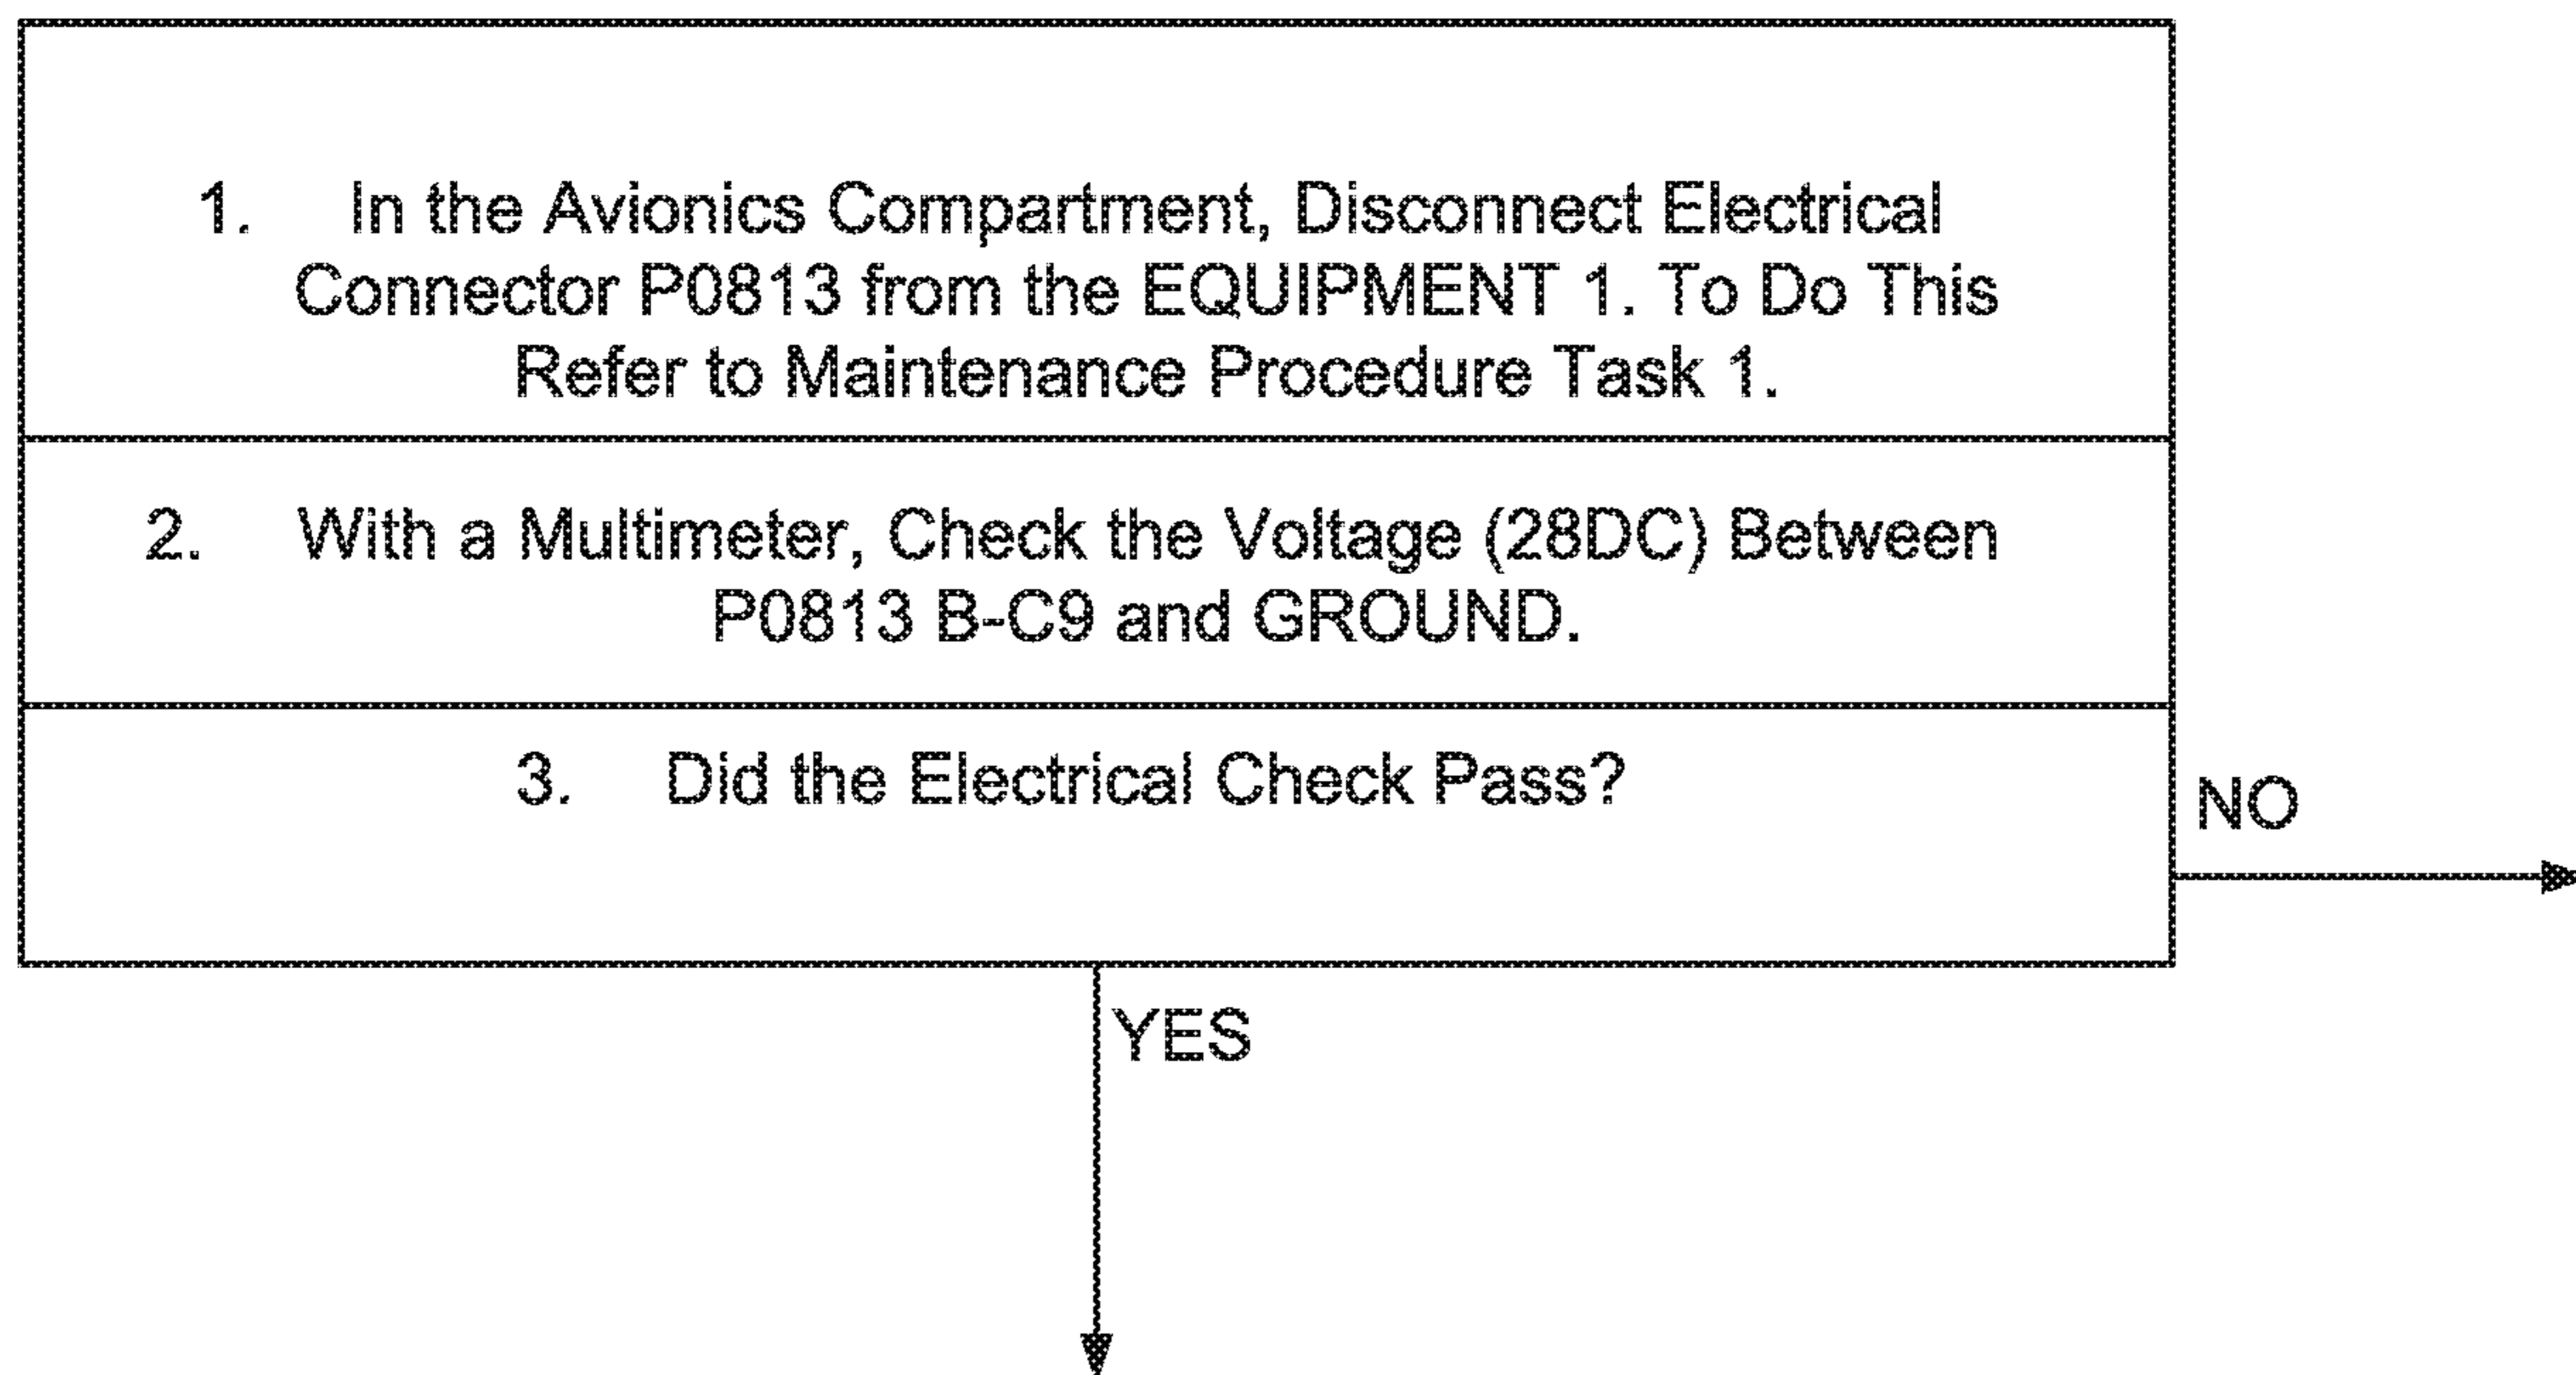 1. In the Avionics Compartment, Disconnect Electrical
Connector P0813 from the EQUIPMENT 1. To Do This
Refer to Maintenance Procedure Task 1.
2. With a Multimeter, Check the Voltage (28DC) Between
P0813 B-C9 and GROUND.
3. Did the Electrical Check Pass?
NO
YES